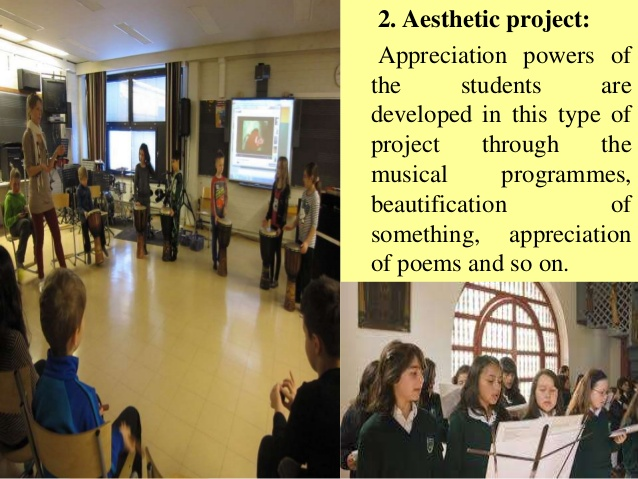 2. Aesthetic project:
Appreciation powers of
the students are
developed in this type of
project through the
musical programmes,
beautification of
something, appreciation
of poems and so on.